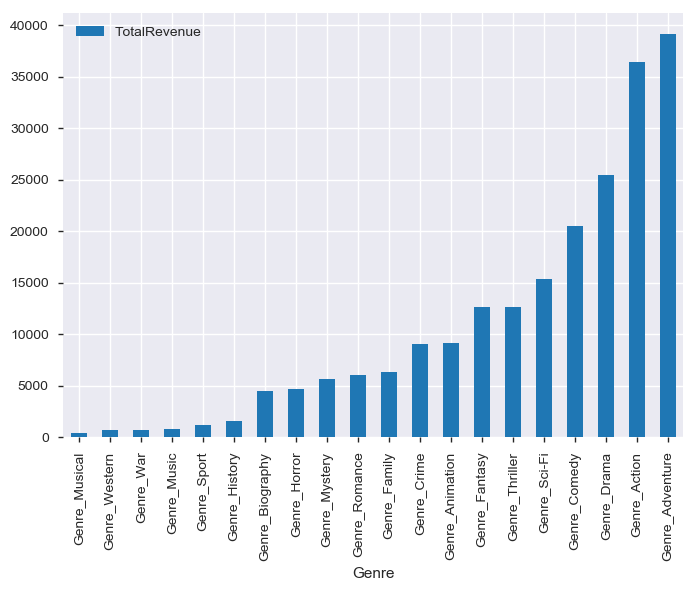 TotalRevenue
40000
35000
30000
25000
20000
15000
10000
5000
0
Genre_Musical
Genre_Western
Genre_War
Genre_Music
Genre_Sport
Genre_History
Genre_Biography
Genre_Horror
Genre_Mystery
Genre_Romance
Genre_Family
Genre_Crime
Genre_Animation
Genre_Fantasy
Genre_Thriller
Genre_Sci-Fi
Genre_Comedy
Genre_Drama
Genre_Action
Genre_Adventure
Genre